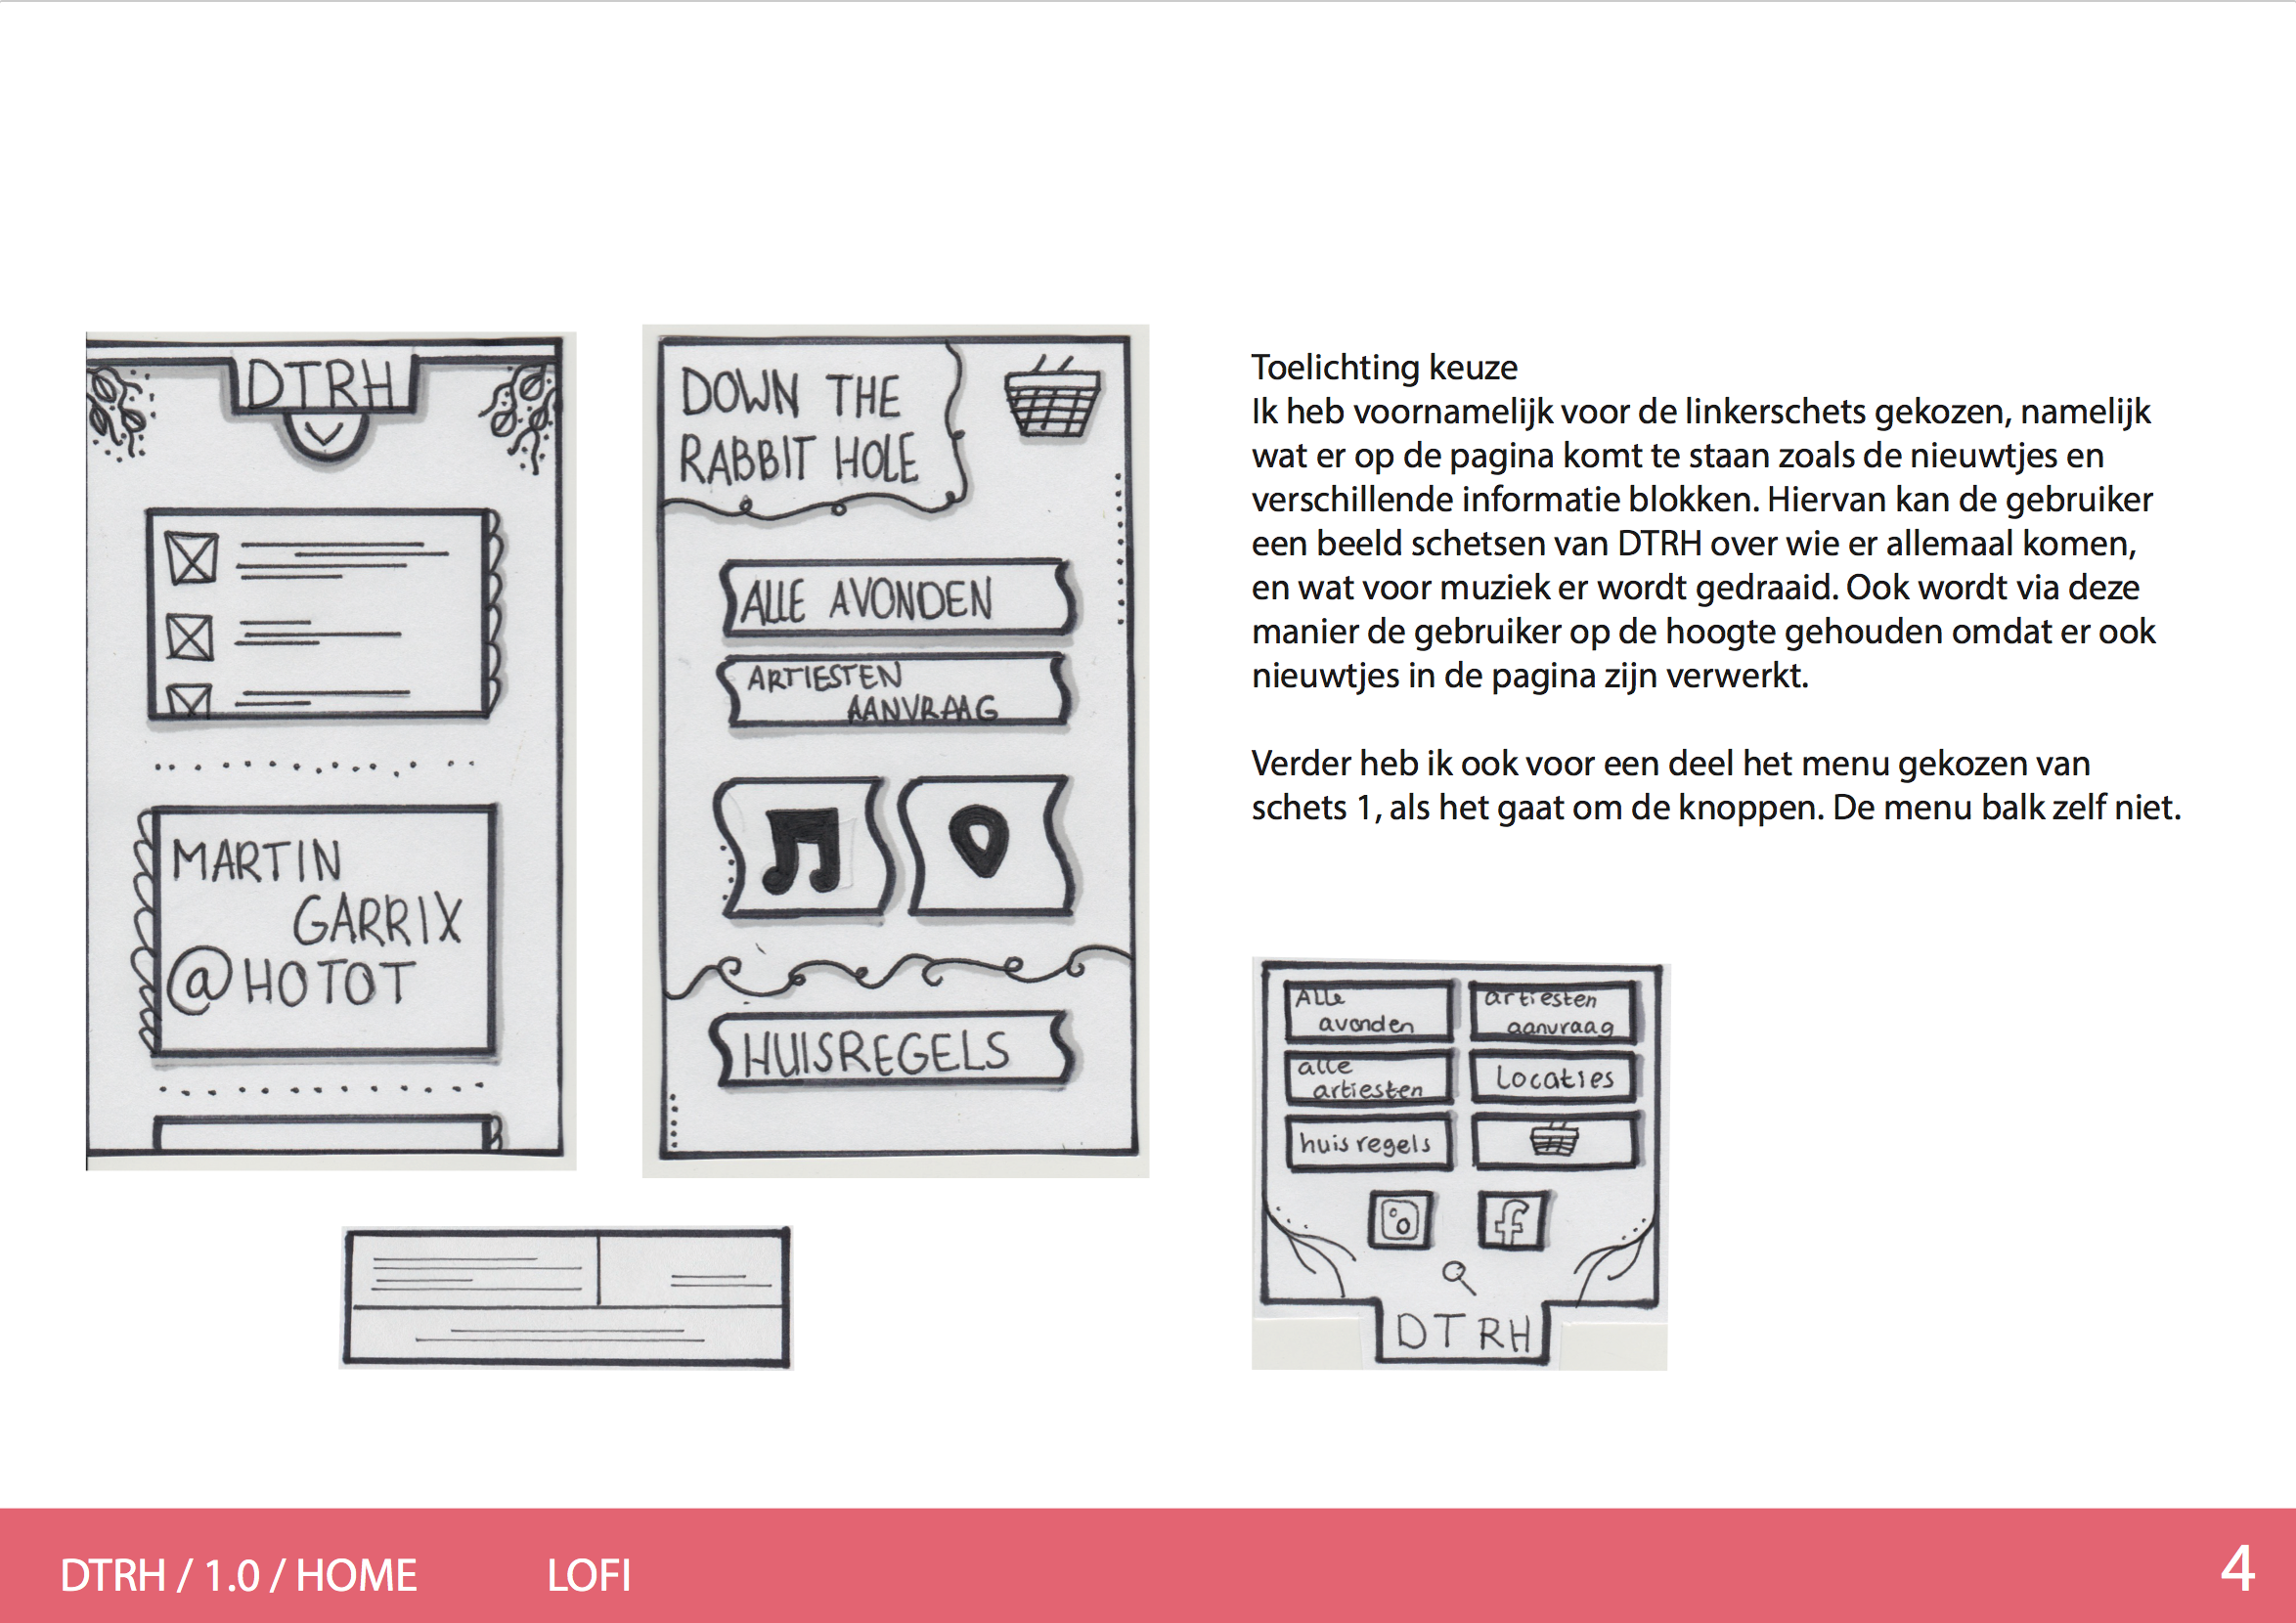 DTRH
MARTIN
GARRIX
@HOTOT
DOWN THE
RABBIT HOLE
ALLE AVONDEN
ARTIESTEN
AANVRAAG
HUISREGELS
Toelichting keuze
Ik heb voornamelijk voor de linkerschets gekozen, namelijk
wat er op de pagina komt te staan zoals de nieuwtjes en
verschillende informatie blokken. Hiervan kan de gebruiker
een beeld schetsen van DTRH over wie er allemaal komen,
en wat voor muziek er wordt gedraaid. Ook wordt via deze
manier de gebruiker op de hoogte gehouden omdat er ook
nieuwtjes in de pagina zijn verwerkt.
Verder heb ik ook voor een deel het menu gekozen van
schets 1, als het gaat om de knoppen. De menu balk zelf niet.
Alle
avonden
artiesten
aanvraag
alle
artiesten
Locaties
huisregels
f
DTRH
DTRH / 1.0 / HOME
LOFI
4